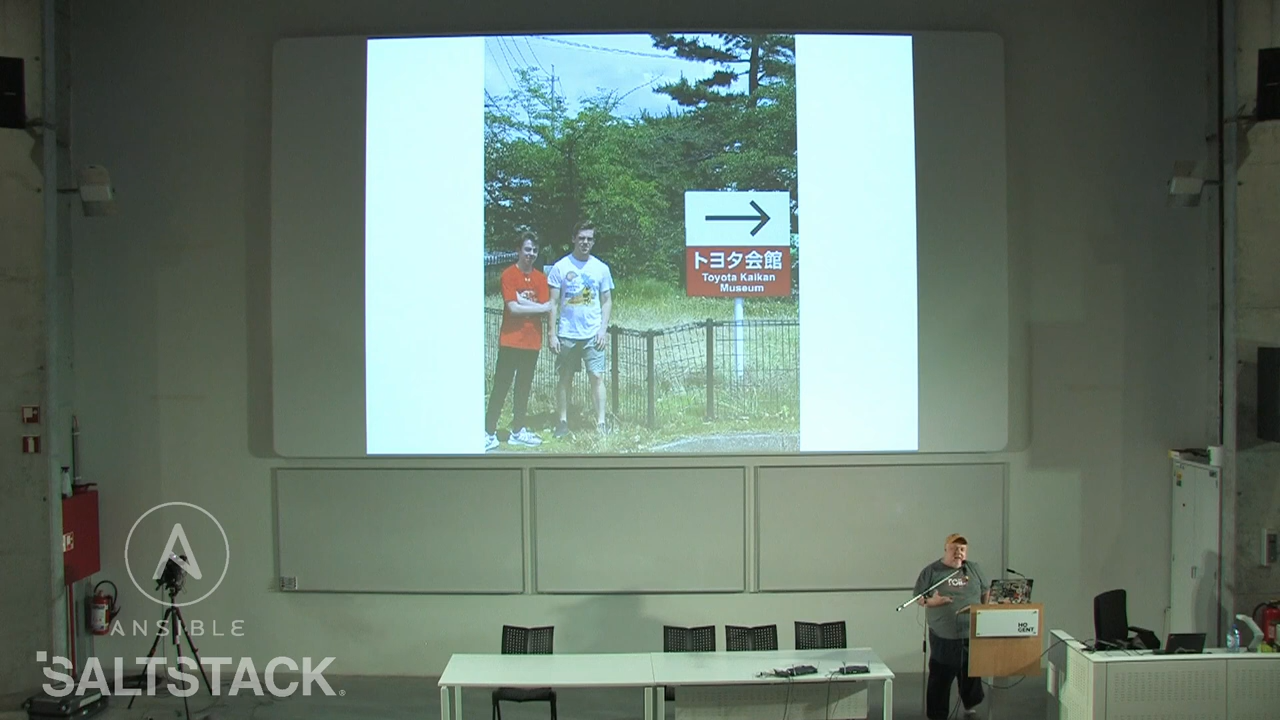 トヨタ会館
Toyota Kaikan
Museum
HO
GENT
ANSIBLE
SALTSTACK